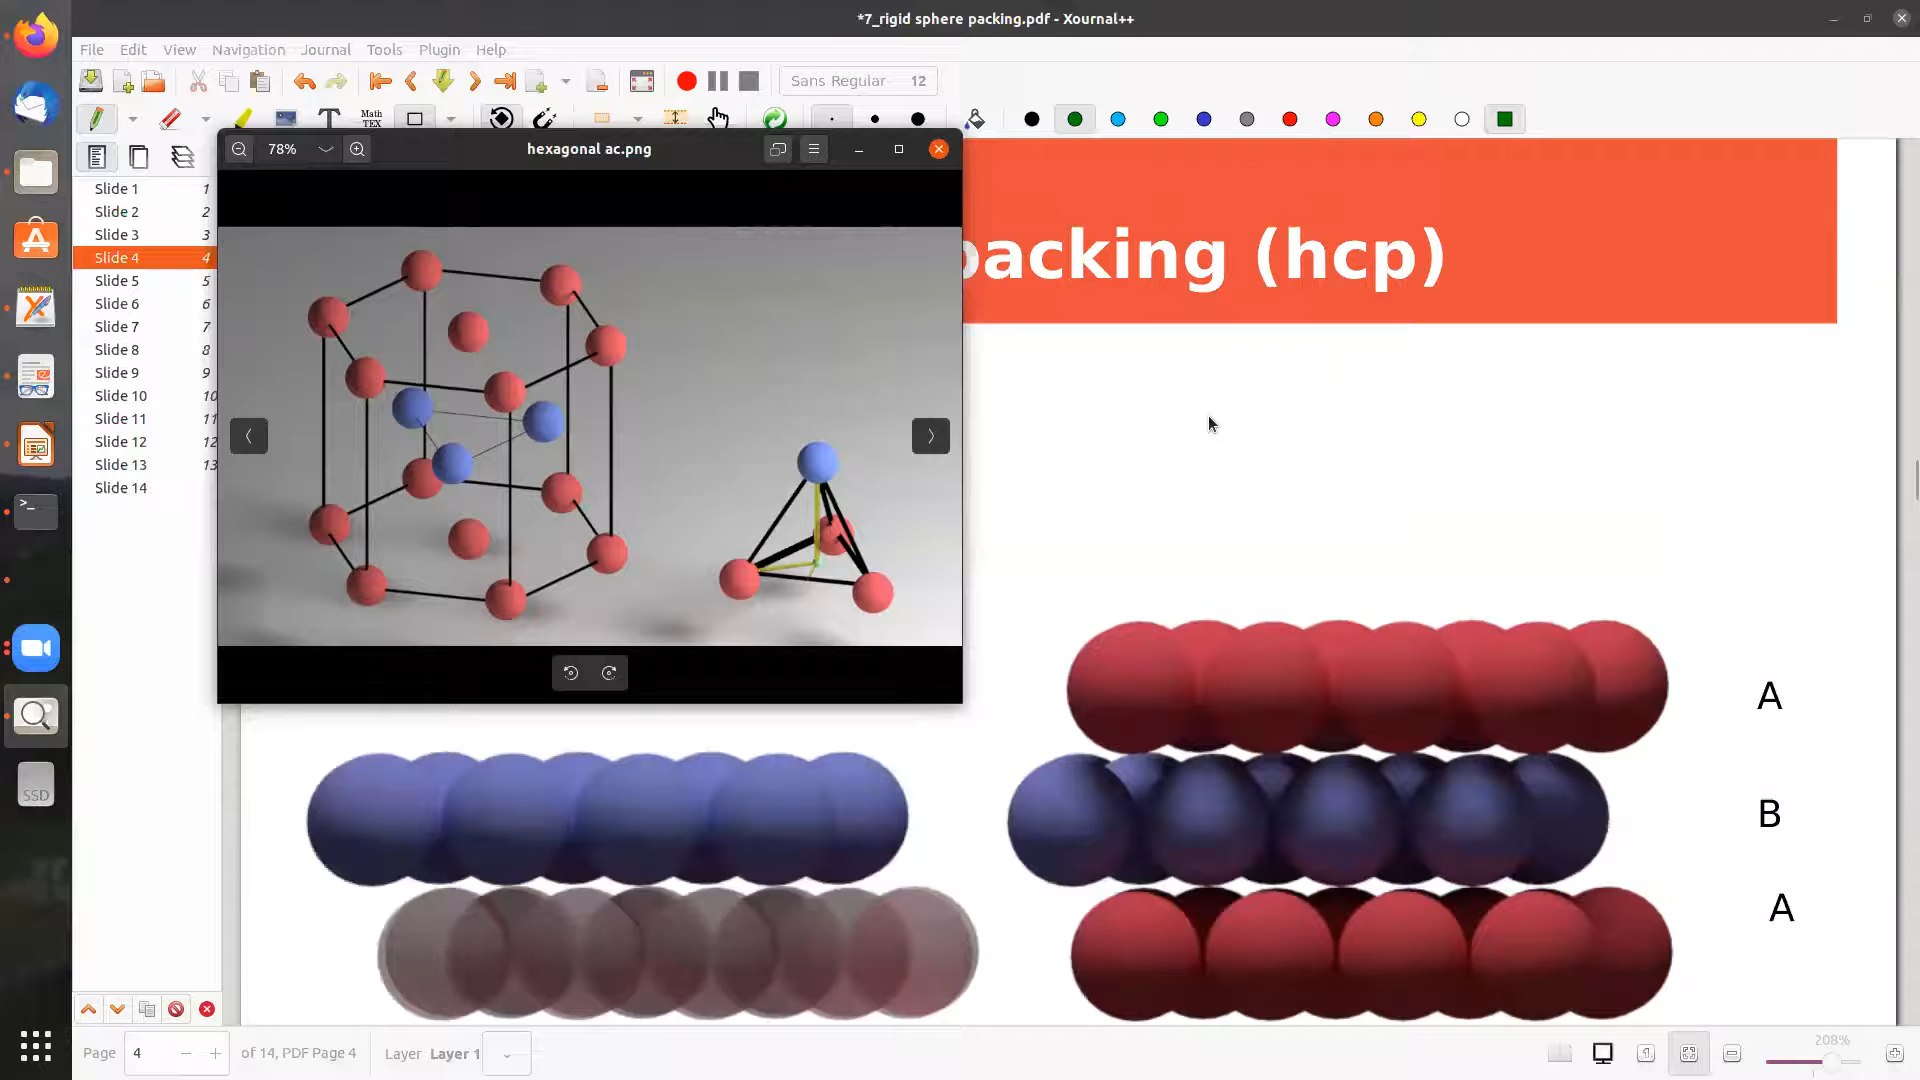 *7_rigid sphere packing.pdf - Xournal++
File Edit View Navigation Journal Tools Plugin Help
Sans Regular 12
Math
TEX
78%
hexagonal ac.png
Slide 1 1
Slide 2 2
Slide 3 3
Slide 4 4
Slide 5 5
Slide 6 6
Slide 7 7
Slide 8 8
Slide 9 9
Slide 10 10
Slide 11 11
Slide 12 12
Slide 13 13
Slide 14
packing (hcp)
A
B
A
SSD
Page 4 of 14, PDF Page 4 Layer Layer 1
208%